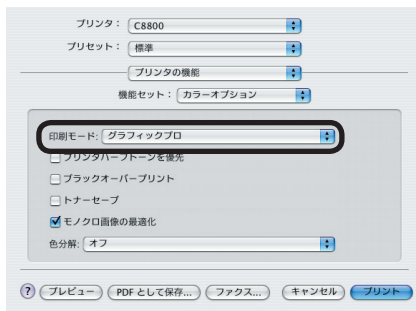 プリンタ： C8800
プリセット： 標準
プリンタの機能
機能セット： カラーオプション
印刷モード: グラフィックプロ
プリンタハーフトーンを優先
ブラックオーバープリント
トナーセーブ
モノクロ画像の最適化
色分解: オフ
? プレビュー PDF として保存... ファクス... キャンセル プリント